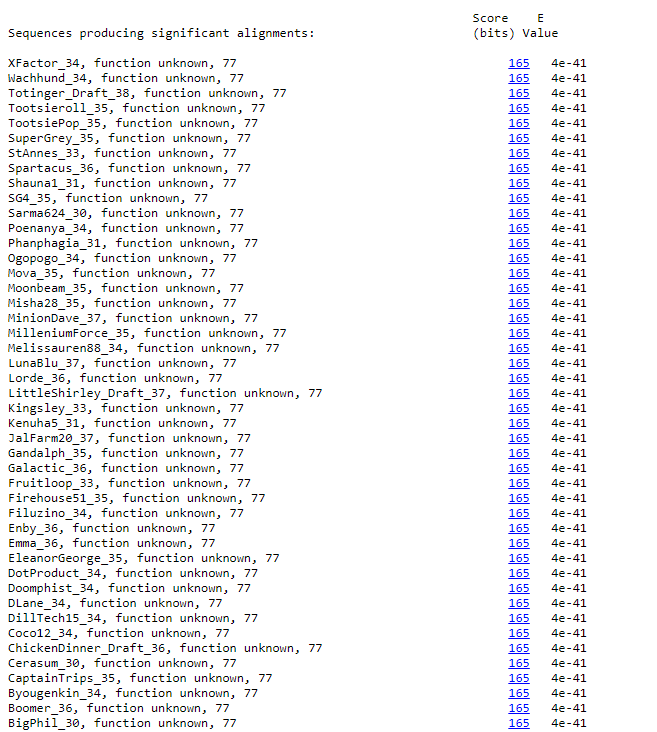 Score E
Sequences producing significant alignments: (bits) Value
XFactor_34, function unknown, 77 165 4e-41
Wachhund_34, function unknown, 77 165 4e-41
Totinger_Draft_38, function unknown, 77 165 4e-41
Tootsieroll_35, function unknown, 77 165 4e-41
TootsiePop_35, function unknown, 77 165 4e-41
SuperGrey_35, function unknown, 77 165 4e-41
StAnnes_33, function unknown, 77 165 4e-41
Spartacus_36, function unknown, 77 165 4e-41
Shauna1_31, function unknown, 77 165 4e-41
SG4_35, function unknown, 77 165 4e-41
Sarma624_30, function unknown, 77 165 4e-41
Poenanya_34, function unknown, 77 165 4e-41
Phanphagia_31, function unknown, 77 165 4e-41
Ogopogo_34, function unknown, 77 165 4e-41
Mova_35, function unknown, 77 165 4e-41
Moonbeam_35, function unknown, 77 165 4e-41
Misha28_35, function unknown, 77 165 4e-41
MinionDave_37, function unknown, 77 165 4e-41
MilleniumForce_35, function unknown, 77 165 4e-41
Melissauren88_34, function unknown, 77 165 4e-41
LunaBlu_37, function unknown, 77 165 4e-41
Lorde_36, function unknown, 77 165 4e-41
LittleShirley_Draft_37, function unknown, 77 165 4e-41
Kingsley_33, function unknown, 77 165 4e-41
Kenuha5_31, function unknown, 77 165 4e-41
JalFarm20_37, function unknown, 77 165 4e-41
Gandalph_35, function unknown, 77 165 4e-41
Galactic_36, function unknown, 77 165 4e-41
Fruitloop_33, function unknown, 77 165 4e-41
Firehouse51_35, function unknown, 77 165 4e-41
Filuzino_34, function unknown, 77 165 4e-41
Enby_36, function unknown, 77 165 4e-41
Emma_36, function unknown, 77 165 4e-41
EleanorGeorge_35, function unknown, 77 165 4e-41
DotProduct_34, function unknown, 77 165 4e-41
Doomphist_34, function unknown, 77 165 4e-41
DLane_34, function unknown, 77 165 4e-41
DillTech15_34, function unknown, 77 165 4e-41
Coco12_34, function unknown, 77 165 4e-41
ChickenDinner_Draft_36, function unknown, 77 165 4e-41
Cerasum_30, function unknown, 77 165 4e-41
CaptainTrips_35, function unknown, 77 165 4e-41
Byougenkin_34, function unknown, 77 165 4e-41
Boomer_36, function unknown, 77 165 4e-41
BigPhil_30, function unknown, 77 165 4e-41